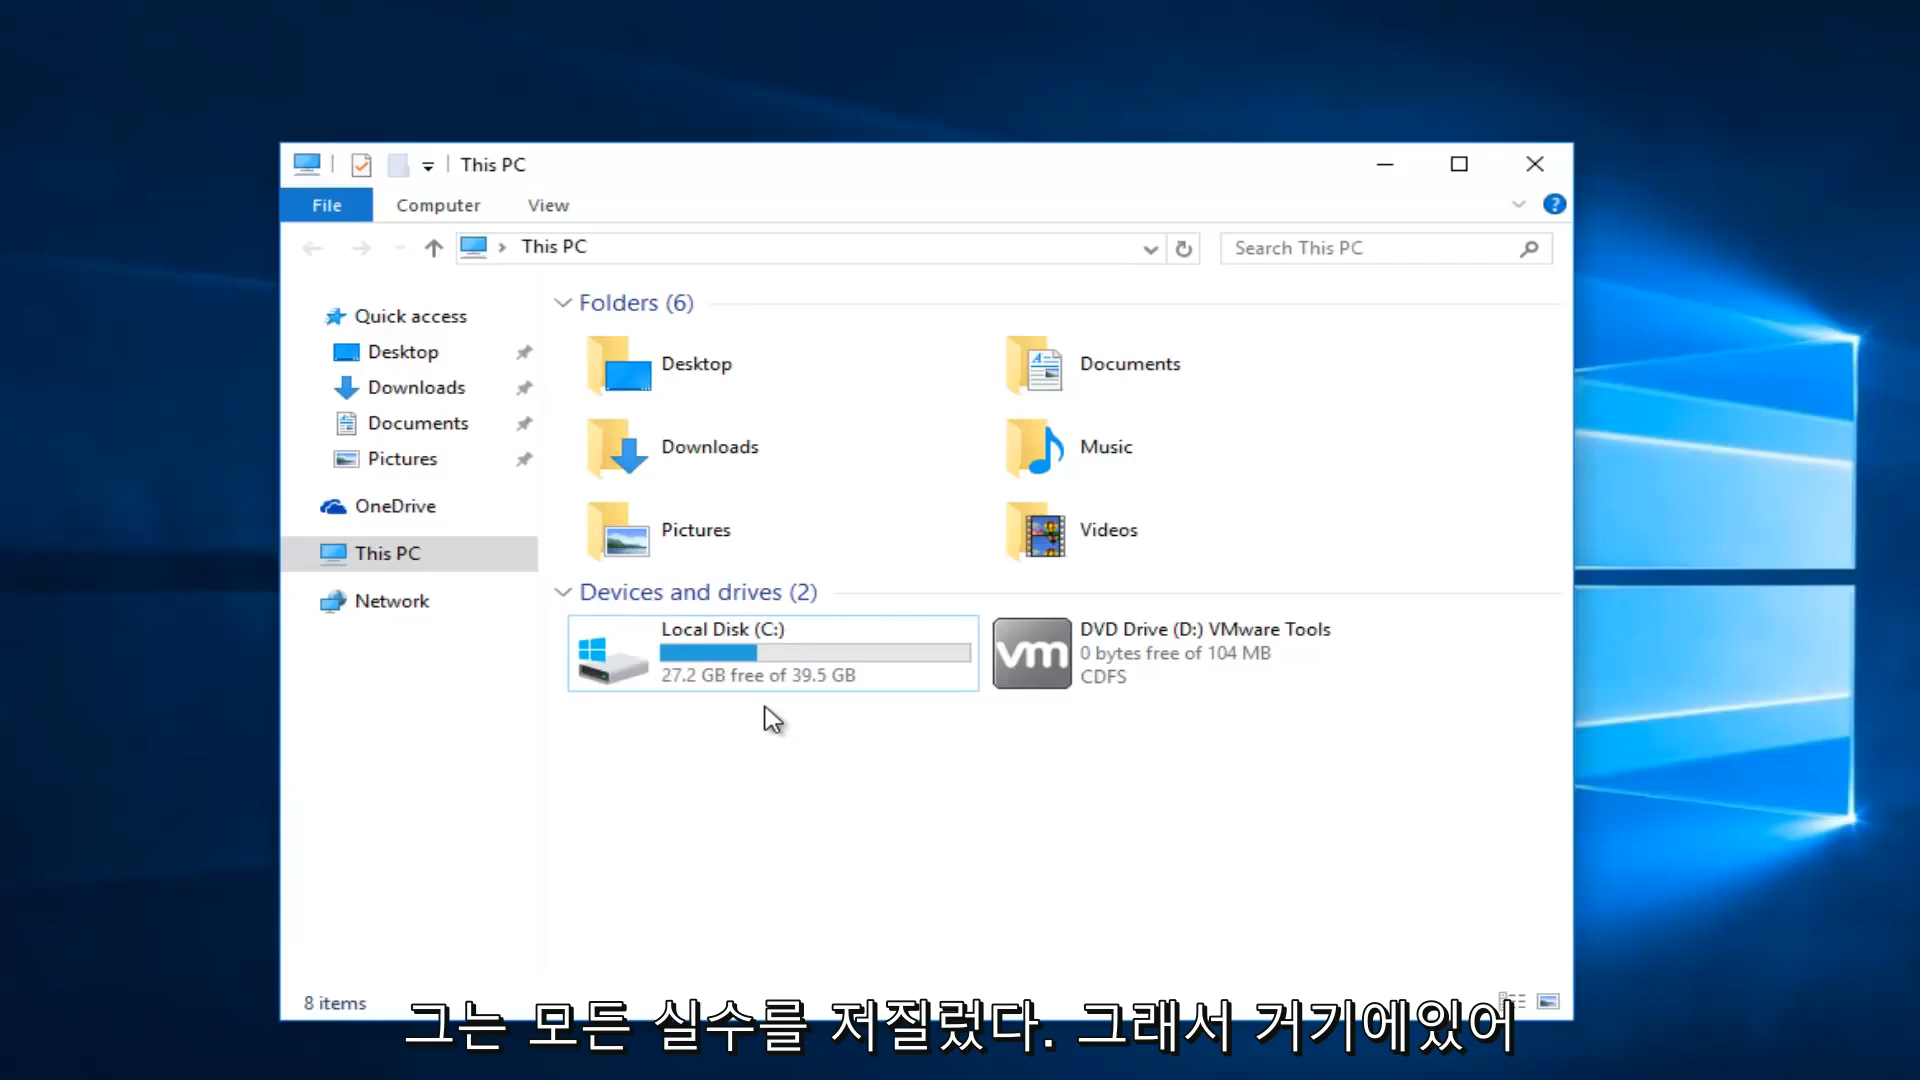 This PC
File Computer View
This PC
Search This PC
Quick access
Desktop
Downloads
Documents
Pictures
OneDrive
This PC
Network
Folders (6)
Desktop
Documents
Downloads
Music
Pictures
Videos
Devices and drives (2)
Local Disk (C:)
27.2 GB free of 39.5 GB
vm
DVD Drive (D:) VMware Tools
0 bytes free of 104 MB
CDFS
8 items
그는 모든 실수를 저질렀다. 그래서 거기에있어